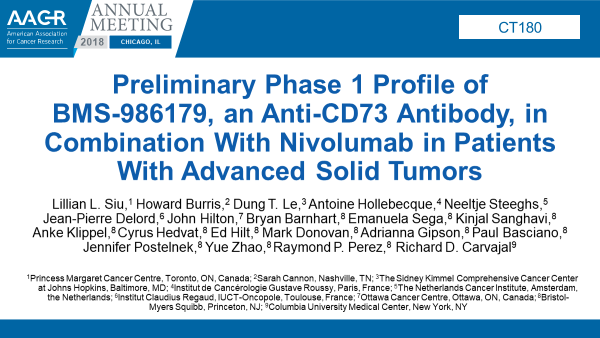 AACR
American Association
for Cancer Research
ANNUAL
MEETING
2018 CHICAGO, IL
CT180
Preliminary Phase 1 Profile of
BMS-986179, an Anti-CD73 Antibody, in
Combination With Nivolumab in Patients
With Advanced Solid Tumors
Lillian L. Siu,¹ Howard Burris,² Dung T. Le,³ Antoine Hollebecque,⁴ Neeltje Steeghs,⁵
Jean-Pierre Delord,⁶ John Hilton,⁷ Bryan Barnhart,⁸ Emanuela Sega,⁸ Kinjal Sanghavi,⁸
Anke Klippel,⁸ Cyrus Hedvat,⁸ Ed Hilt,⁸ Mark Donovan,⁸ Adrianna Gipson,⁸ Paul Basciano,⁸
Jennifer Postelnek,⁸ Yue Zhao,⁸ Raymond P. Perez,⁸ Richard D. Carvajal⁹
¹Princess Margaret Cancer Centre, Toronto, ON, Canada; ²Sarah Cannon, Nashville, TN; ³The Sidney Kimmel Comprehensive Cancer Center
at Johns Hopkins, Baltimore, MD; ⁴Institut de Cancérologie Gustave Roussy, Paris, France; ⁵The Netherlands Cancer Institute, Amsterdam,
the Netherlands; ⁶Institut Claudius Regaud, IUCT-Oncopole, Toulouse, France; ⁷Ottawa Cancer Centre, Ottawa, ON, Canada; ⁸Bristol-
Myers Squibb, Princeton, NJ; ⁹Columbia University Medical Center, New York, NY